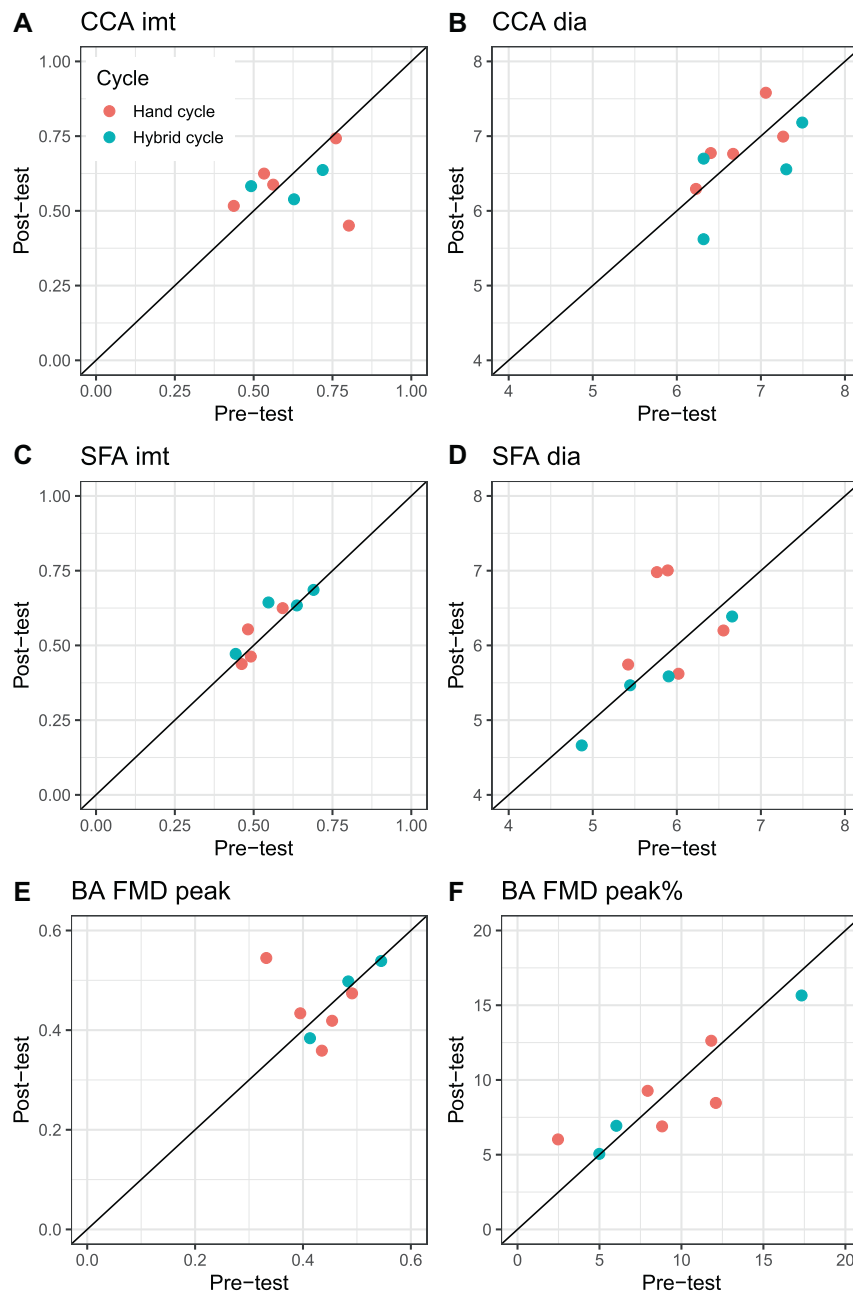 A CCA imt
1.00
0.75
0.50
0.25
0.00
Post−test
Cycle
Hand cycle
Hybrid cycle
0.00 0.25 0.50 0.75 1.00
Pre−test
B CCA dia
8
7
6
5
4
Post−test
4 5 6 7 8
Pre−test
C SFA imt
1.00
0.75
0.50
0.25
0.00
Post−test
0.00 0.25 0.50 0.75 1.00
Pre−test
D SFA dia
8
7
6
5
4
Post−test
4 5 6 7 8
Pre−test
E BA FMD peak
0.6
0.4
0.2
0.0
Post−test
0.0 0.2 0.4 0.6
Pre−test
F BA FMD peak%
20
15
10
5
0
Post−test
0 5 10 15 20
Pre−test